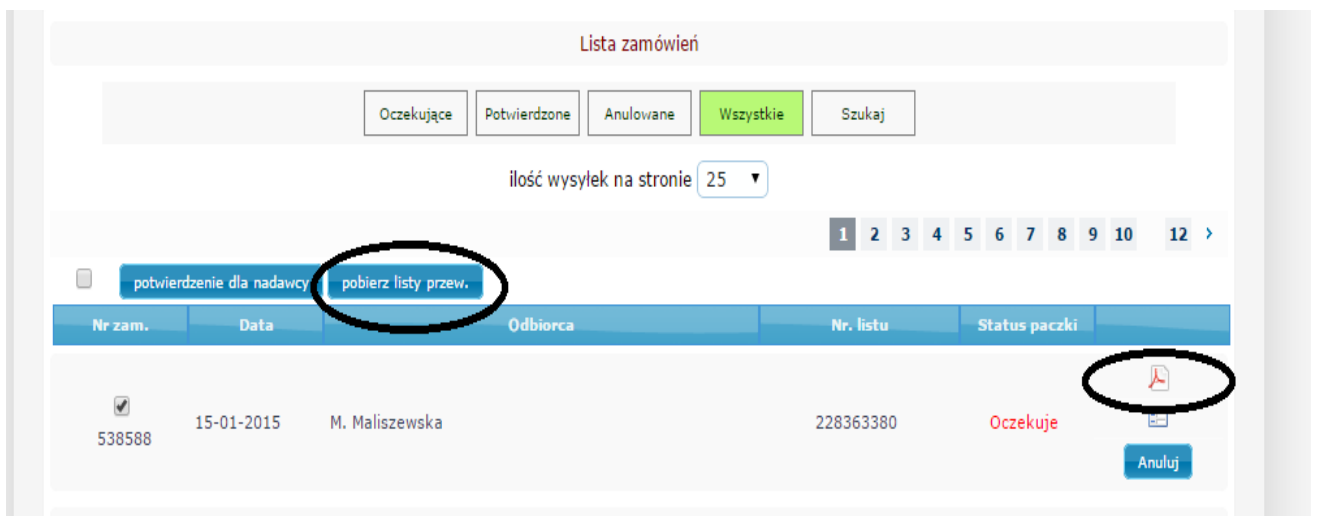 Lista zamówień
Oczekujące Potwierdzone Anulowane Wszystkie Szukaj
ilość wysyłek na stronie 25
1 2 3 4 5 6 7 8 9 10 12 >
potwierdzenie dla nadawcy pobierz listy przew.
Nr zam. Data Odbiorca Nr. listu Status paczki
538588 15-01-2015 M. Maliszewska 228363380 Oczekuje
Anuluj